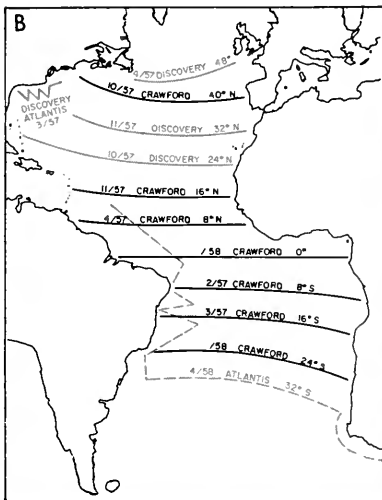 B
4/57 DISCOVERY 48°
10/57 CRAWFORD 40° N
DISCOVERY
ATLANTIS
3/57
11/57 DISCOVERY 32° N
10/57 DISCOVERY 24° N
11/57 CRAWFORD 16° N
4/57 CRAWFORD 8° N
/58 CRAWFORD 0°
2/57 CRAWFORD 8° S
3/57 CRAWFORD 16° S
/58 CRAWFORD 24° S
4/58 ATLANTIS 32° S